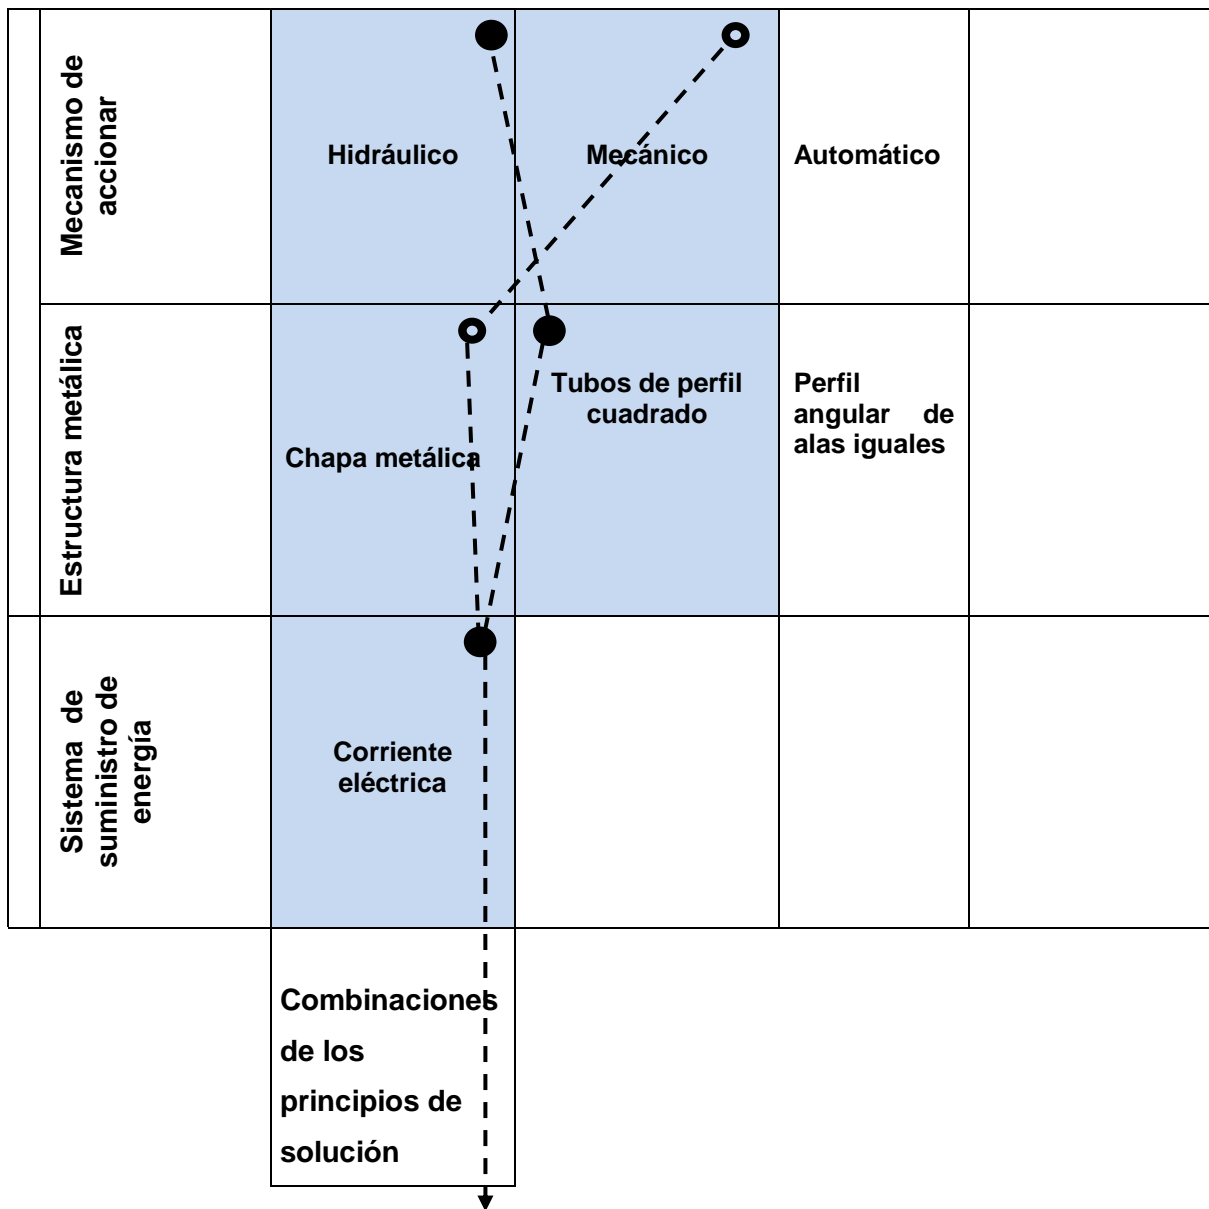 Mecanismo de
accionar
Hidráulico
Mecánico
Automático
Estructura metálica
Chapa metálica
Tubos de perfil
cuadrado
Perfil
angular de
alas iguales
Sistema de
suministro de
energía
Corriente
eléctrica
Combinaciones
de los
principios de
solución